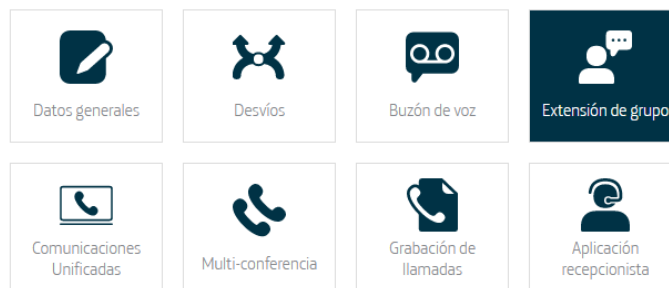 Datos generales
Desvíos
Buzón de voz
Extensión de grupo
Comunicaciones
Unificadas
Multi-conferencia
Grabación de
llamadas
Aplicación
recepcionista